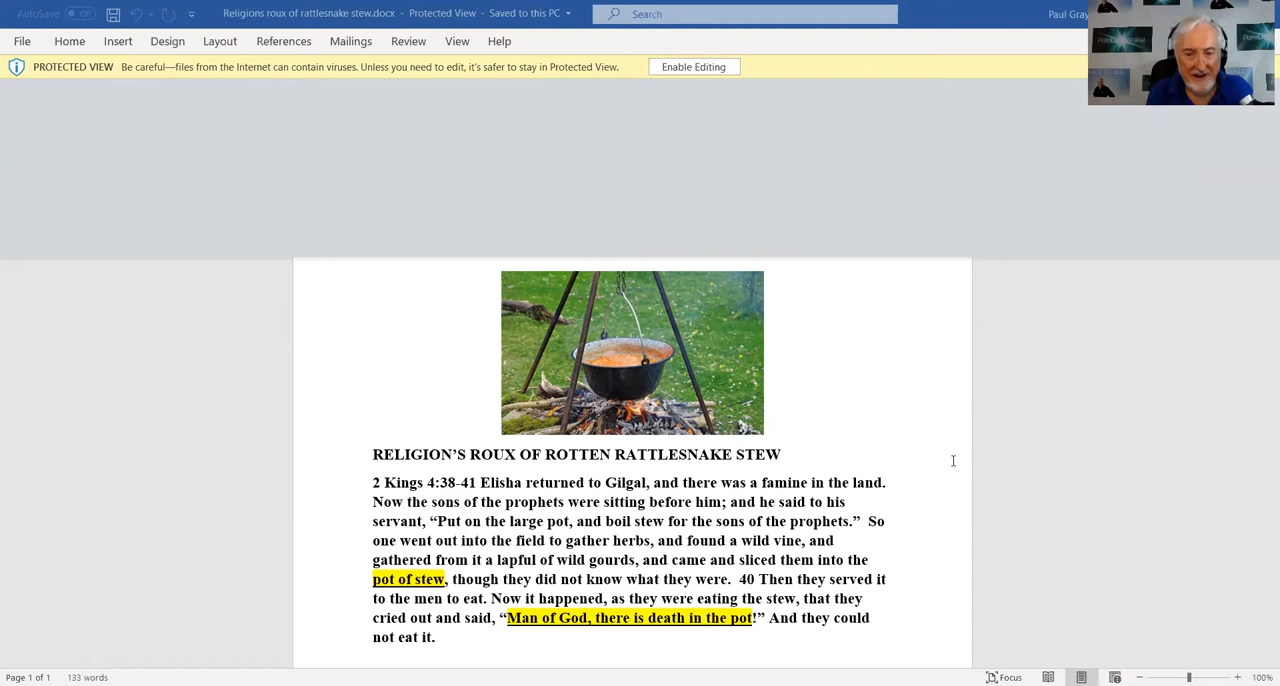 AutoSave Off Religions roux of rattlesnake stew.docx - Protected View - Saved to this PC Search Paul Gray
File Home Insert Design Layout References Mailings Review View Help
PROTECTED VIEW Be careful—files from the Internet can contain viruses. Unless you need to edit, it's safer to stay in Protected View. Enable Editing
RELIGION'S ROUX OF ROTTEN RATTLESNAKE STEW
2 Kings 4:38-41 Elisha returned to Gilgal, and there was a famine in the land.
Now the sons of the prophets were sitting before him; and he said to his
servant, “Put on the large pot, and boil stew for the sons of the prophets.” So
one went out into the field to gather herbs, and found a wild vine, and
gathered from it a lapful of wild gourds, and came and sliced them into the
pot of stew, though they did not know what they were. 40 Then they served it
to the men to eat. Now it happened, as they were eating the stew, that they
cried out and said, “Man of God, there is death in the pot!” And they could
not eat it.
Page 1 of 1 133 words Focus 100%